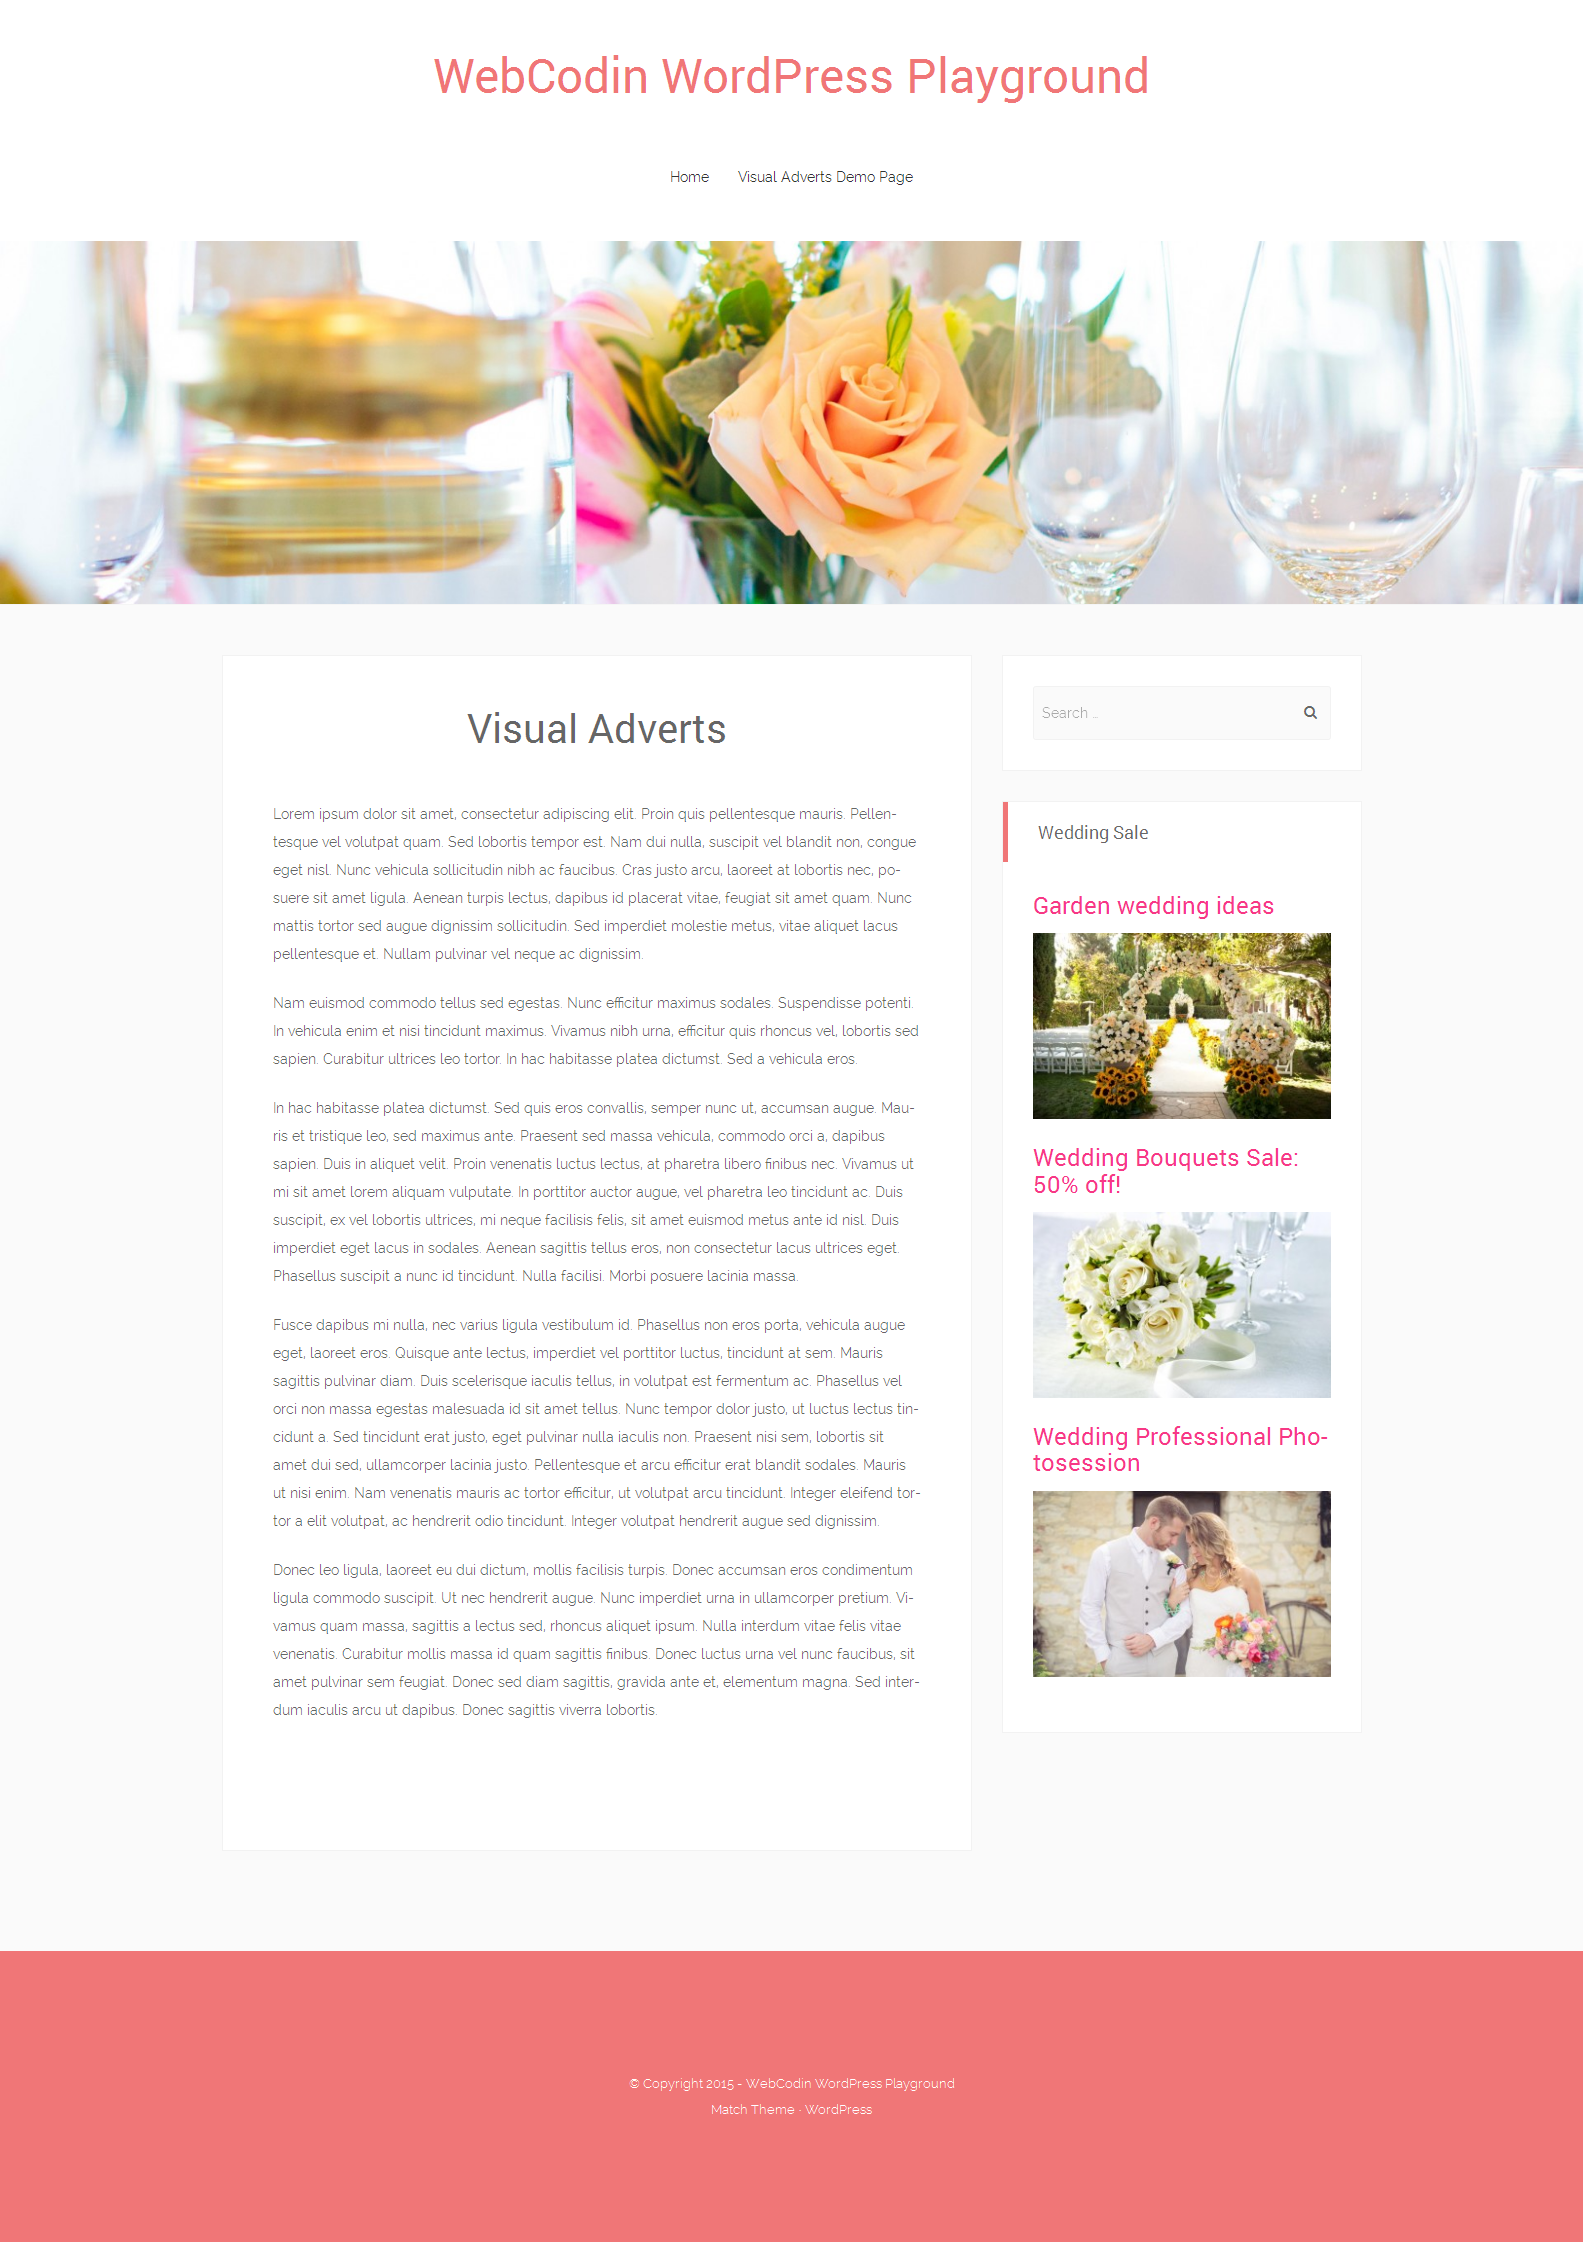 WebCodin WordPress Playground
Home
Visual Adverts Demo Page
Visual Adverts
Lorem ipsum dolor sit amet, consectetur adipiscing elit. Proin quis pellentesque mauris. Pellen-
tesque vel volutpat quam. Sed lobortis tempor est. Nam dui nulla, suscipit vel blandit non, congue
eget nisl. Nunc vehicula sollicitudin nibh ac faucibus. Cras justo arcu, laoreet at lobortis nec, po-
suere sit amet ligula. Aenean turpis lectus, dapibus id placerat vitae, feugiat sit amet quam. Nunc
mattis tortor sed augue dignissim sollicitudin. Sed imperdiet molestie metus, vitae aliquet lacus
pellentesque et. Nullam pulvinar vel neque ac dignissim.
Nam euismod commodo tellus sed egestas. Nunc efficitur maximus sodales. Suspendisse potenti.
In vehicula enim et nisi tincidunt maximus. Vivamus nibh urna, efficitur quis rhoncus vel, lobortis sed
sapien. Curabitur ultrices leo tortor. In hac habitasse platea dictumst. Sed a vehicula eros.
In hac habitasse platea dictumst. Sed quis eros convallis, semper nunc ut, accumsan augue. Mau-
ris et tristique leo, sed maximus ante. Praesent sed massa vehicula, commodo orci a, dapibus
sapien. Duis in aliquet velit. Proin venenatis luctus lectus, at pharetra libero finibus nec. Vivamus ut
mi sit amet lorem aliquam vulputate. In porttitor auctor augue, vel pharetra leo tincidunt ac. Duis
suscipit, ex vel lobortis ultrices, mi neque facilisis felis, sit amet euismod metus ante id nisl. Duis
imperdiet eget lacus in sodales. Aenean sagittis tellus eros, non consectetur lacus ultrices eget.
Phasellus suscipit a nunc id tincidunt. Nulla facilisi. Morbi posuere lacinia massa.
Fusce dapibus mi nulla, nec varius ligula vestibulum id. Phasellus non eros porta, vehicula augue
eget, laoreet eros. Quisque ante lectus, imperdiet vel porttitor luctus, tincidunt at sem. Mauris
sagittis pulvinar diam. Duis scelerisque iaculis tellus, in volutpat est fermentum ac. Phasellus vel
orci non massa egestas malesuada id sit amet tellus. Nunc tempor dolor justo, ut luctus lectus tin-
cidunt a. Sed tincidunt erat justo, eget pulvinar nulla iaculis non. Praesent nisi sem, lobortis sit
amet dui sed, ullamcorper lacinia justo. Pellentesque et arcu efficitur erat blandit sodales. Mauris
ut nisi enim. Nam venenatis mauris ac tortor efficitur, ut volutpat arcu tincidunt. Integer eleifend tor-
tor a elit volutpat, ac hendrerit odio tincidunt. Integer volutpat hendrerit augue sed dignissim.
Donec leo ligula, laoreet eu dui dictum, mollis facilisis turpis. Donec accumsan eros condimentum
ligula commodo suscipit. Ut nec hendrerit augue. Nunc imperdiet urna in ullamcorper pretium. Vi-
vamus quam massa, sagittis a lectus sed, rhoncus aliquet ipsum. Nulla interdum vitae felis vitae
venenatis. Curabitur mollis massa id quam sagittis finibus. Donec luctus urna vel nunc faucibus, sit
amet pulvinar sem feugiat. Donec sed diam sagittis, gravida ante et, elementum magna. Sed inter-
dum iaculis arcu ut dapibus. Donec sagittis viverra lobortis.
Search ...
Wedding Sale
Garden wedding ideas
Wedding Bouquets Sale:
50% off!
Wedding Professional Pho-
tosession
© Copyright 2015 - WebCodin WordPress Playground
Match Theme · WordPress